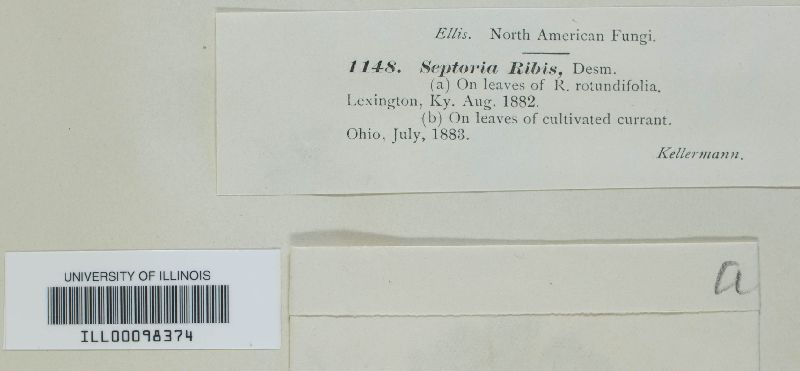 Ellis. North American Fungi.
1148. Septoria Ribis, Desm.
(a) On leaves of R. rotundifolia.
Lexington, Ky. Aug. 1882.
(b) On leaves of cultivated currant.
Ohio, July, 1883.
Kellermann.
a
UNIVERSITY OF ILLINOIS
ILL00098374